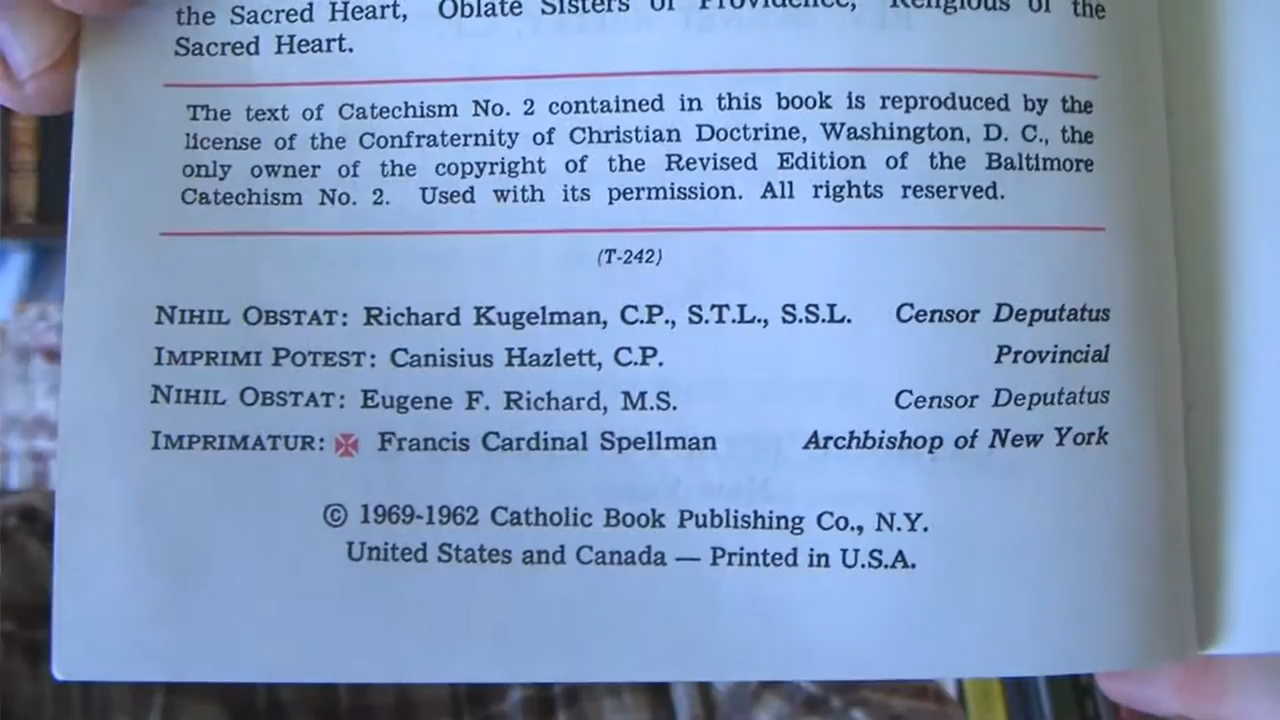 the Sacred Heart, Oblate Sisters of Providence, Religious of the
Sacred Heart.
The text of Catechism No. 2 contained in this book is reproduced by the
license of the Confraternity of Christian Doctrine, Washington, D. C., the
only owner of the copyright of the Revised Edition of the Baltimore
Catechism No. 2. Used with its permission. All rights reserved.
(T-242)
NIHIL OBSTAT: Richard Kugelman, C.P., S.T.L., S.S.L. Censor Deputatus
IMPRIMI POTEST: Canisius Hazlett, C.P. Provincial
NIHIL OBSTAT: Eugene F. Richard, M.S. Censor Deputatus
IMPRIMATUR: ✠ Francis Cardinal Spellman Archbishop of New York
© 1969-1962 Catholic Book Publishing Co., N.Y.
United States and Canada — Printed in U.S.A.